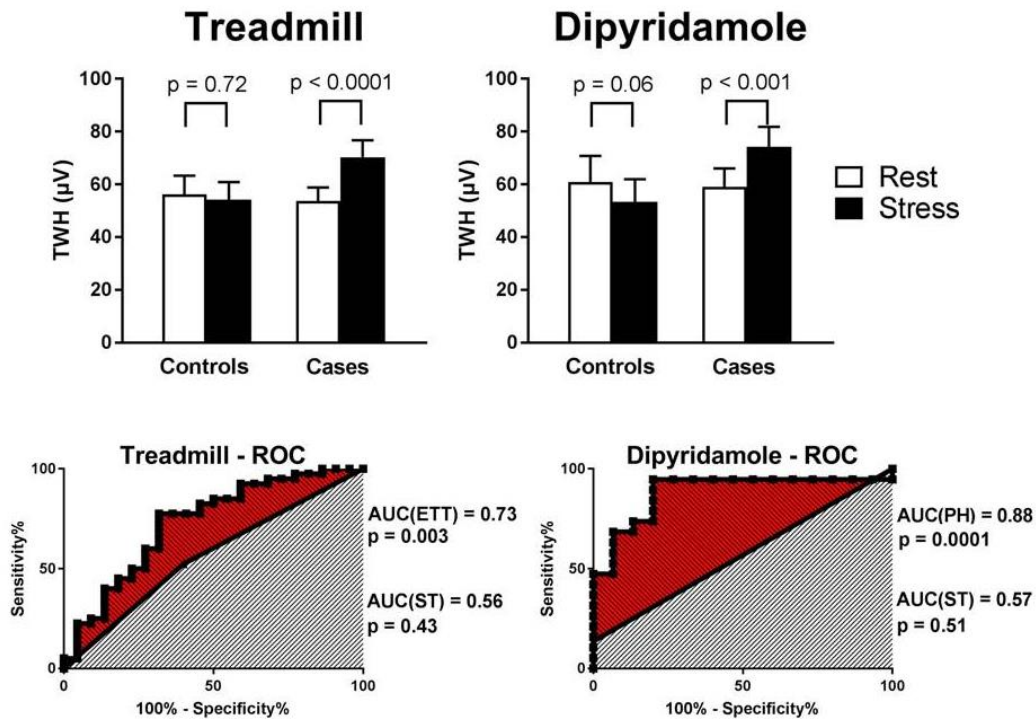 Treadmill
Dipyridamole
TWH (µV)
100
80
60
40
20
0
p = 0.72
p < 0.0001
Controls
Cases
TWH (µV)
100
80
60
40
20
0
p = 0.06
p < 0.001
Controls
Cases
Rest
Stress
Treadmill - ROC
Sensitivity%
100
50
0
0
50
100
100% - Specificity%
AUC(ETT) = 0.73
p = 0.003
AUC(ST) = 0.56
p = 0.43
Dipyridamole - ROC
Sensitivity%
100
50
0
0
50
100
100% - Specificity%
AUC(PH) = 0.88
p = 0.0001
AUC(ST) = 0.57
p = 0.51